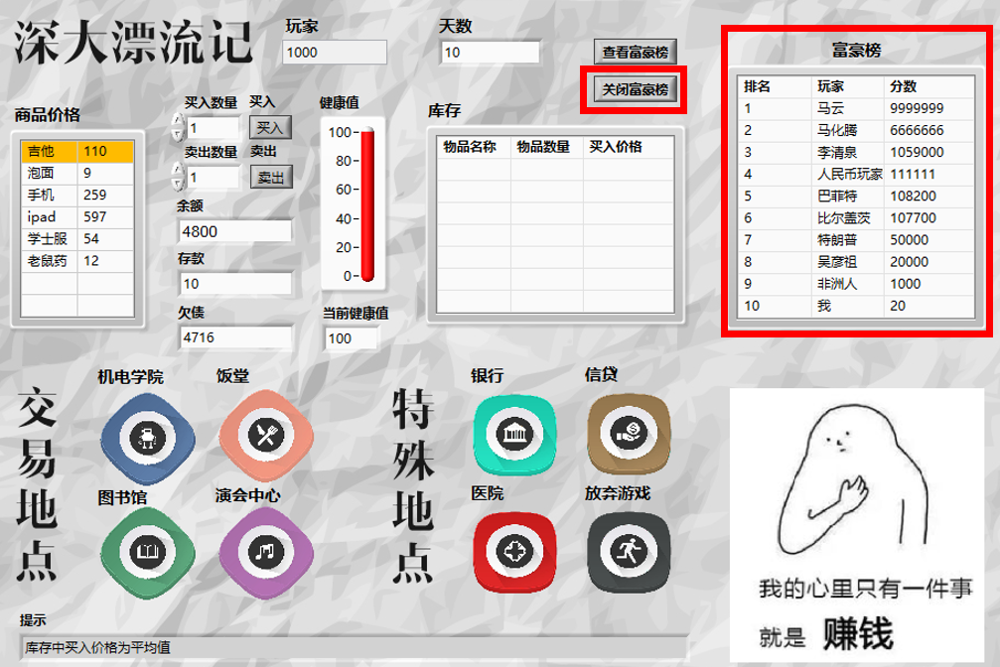 深大漂流记
玩家
1000
天数
10
查看富豪榜
关闭富豪榜
富豪榜
排名 玩家 分数
1 马云 9999999
2 马化腾 6666666
3 李清泉 1059000
4 人民币玩家 111111
5 巴菲特 108200
6 比尔盖茨 107700
7 特朗普 50000
8 吴彦祖 20000
9 非洲人 1000
10 我 20
商品价格
吉他 110
泡面 9
手机 259
ipad 597
学士服 54
老鼠药 12
买入数量 买入
1 买入
卖出数量 卖出
1 卖出
余额
4800
存款
10
欠债
4716
健康值
100
80
60
40
20
0
当前健康值
100
库存
物品名称 物品数量 买入价格
交易地点
机电学院 饭堂
图书馆 演会中心
特殊地点
银行 信贷
医院 放弃游戏
提示
库存中买入价格为平均值
我的心里只有一件事
就是 赚钱